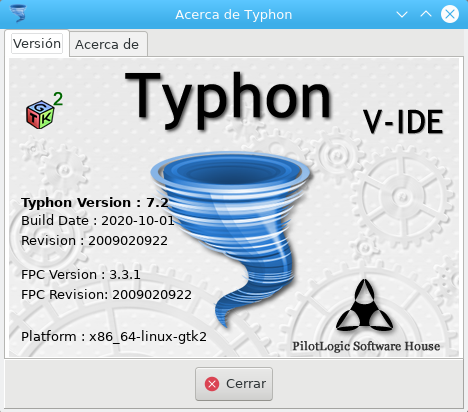 Acerca de Typhon
Versión
Acerca de
GTK 2
Typhon
V-IDE
Typhon Version : 7.2
Build Date : 2020-10-01
Revision : 2009020922
FPC Version : 3.3.1
FPC Revision: 2009020922
Platform : x86_64-linux-gtk2
PilotLogic Software House
Cerrar